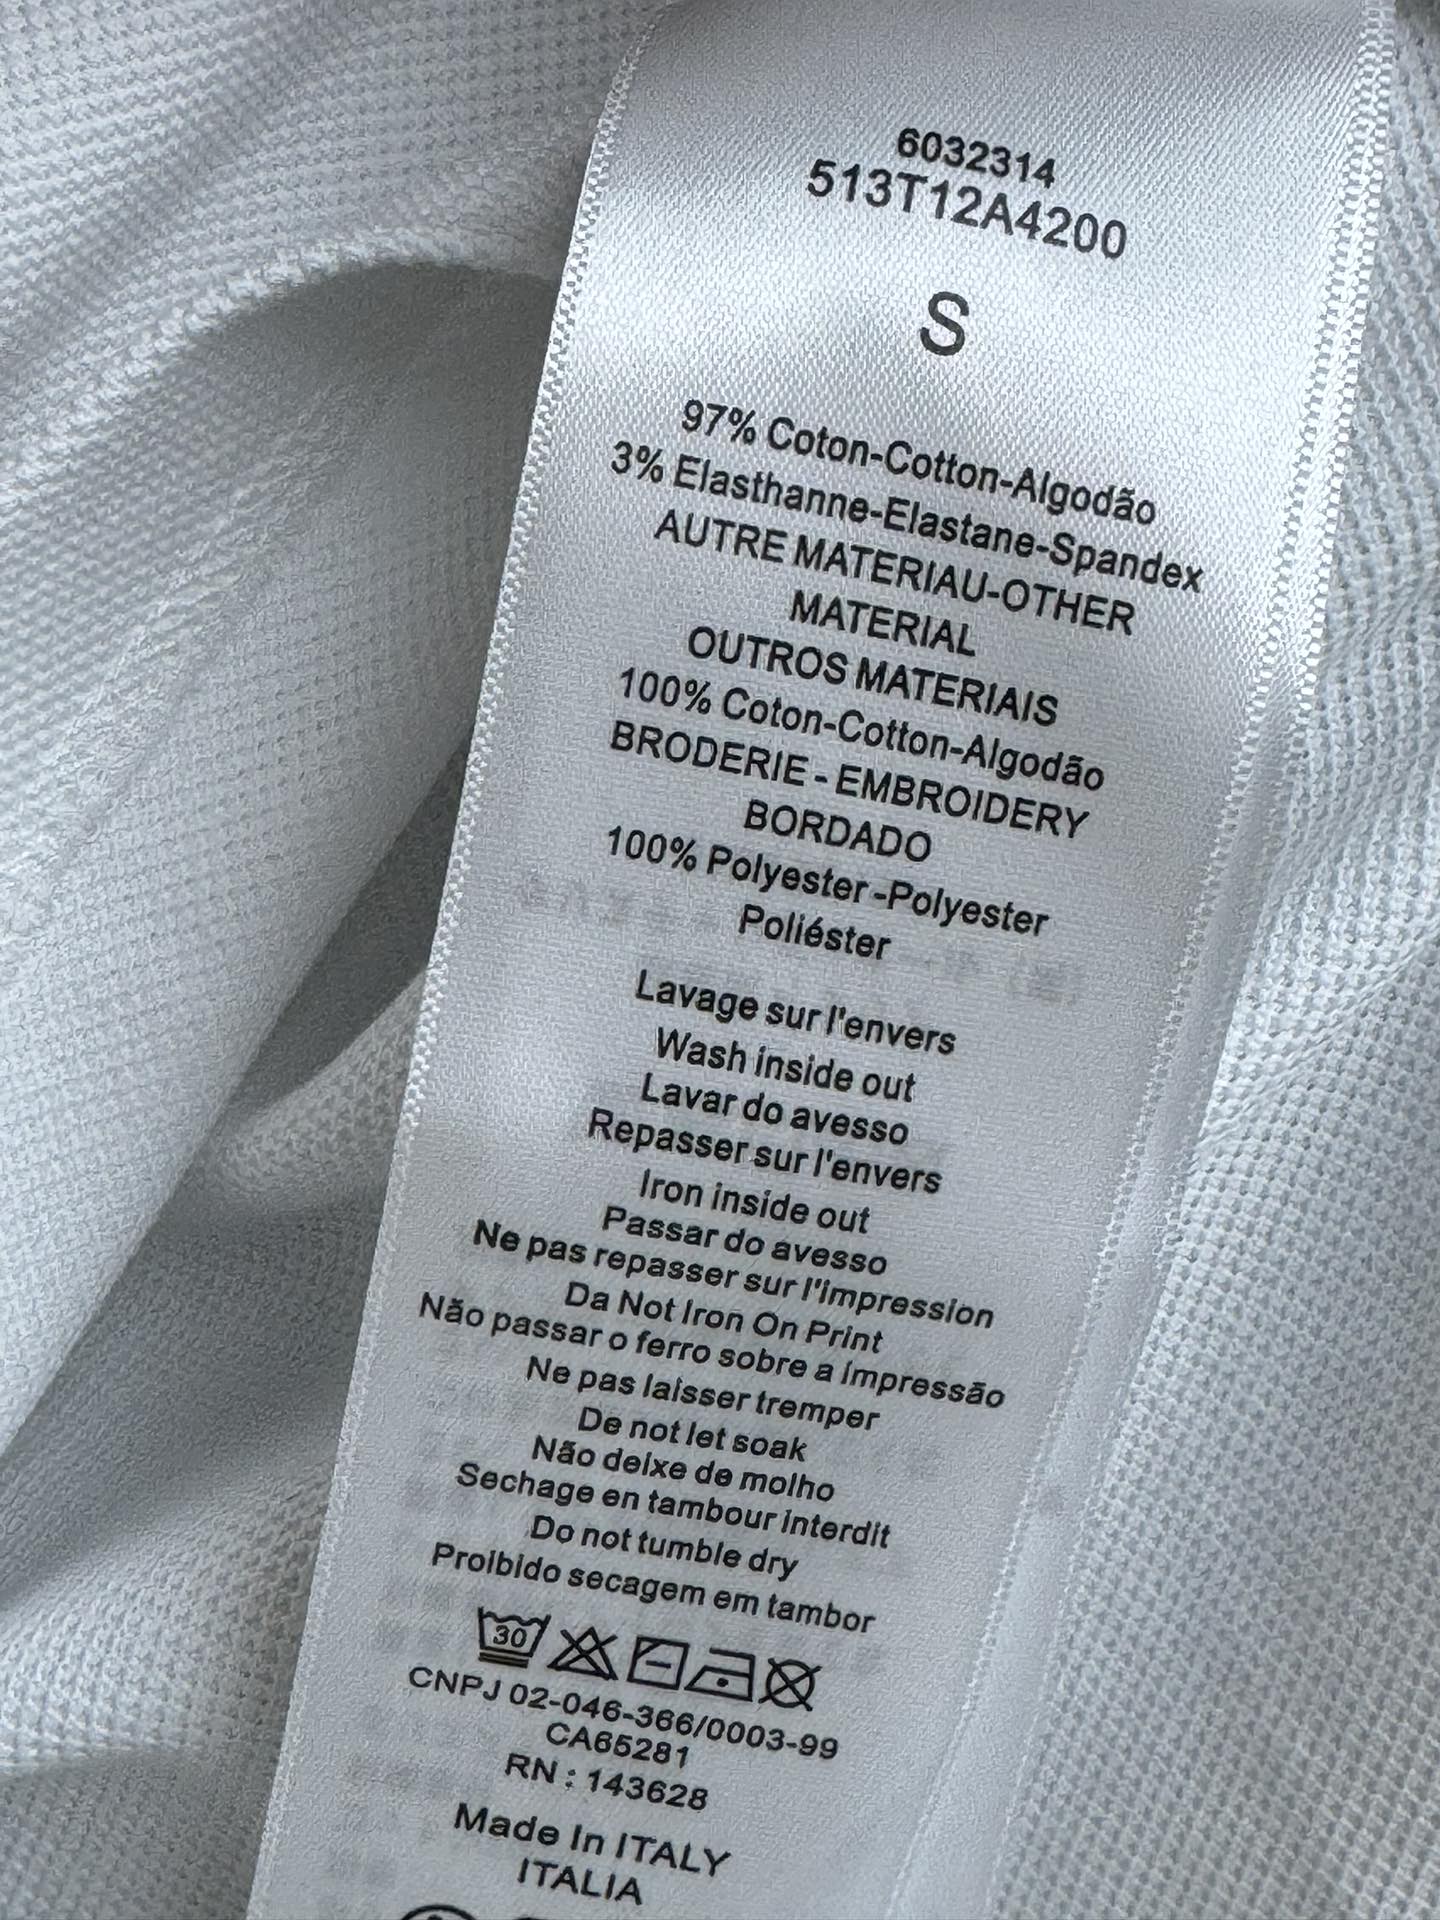 6032314
513T12A4200
S
97% Coton-Cotton-Algodão
3% Elasthanne-Elastane-Spandex
AUTRE MATERIAU-OTHER
MATERIAL
OUTROS MATERIAIS
100% Coton-Cotton-Algodão
BRODERIE - EMBROIDERY
BORDADO
100% Polyester-Polyester
Poliéster
Lavage sur l'envers
Wash inside out
Lavar do avesso
Repasser sur l'envers
Iron inside out
Passar do avesso
Ne pas repasser sur l'impression
Da Not Iron On Print
Não passar o ferro sobre a impressão
Ne pas laisser tremper
De not let soak
Não deixe de molho
Sechage en tambour interdit
Do not tumble dry
Proibido secagem em tambor
30
CNPJ 02-046-366/0003-99
CA65281
RN : 143628
Made In ITALY
ITALIA